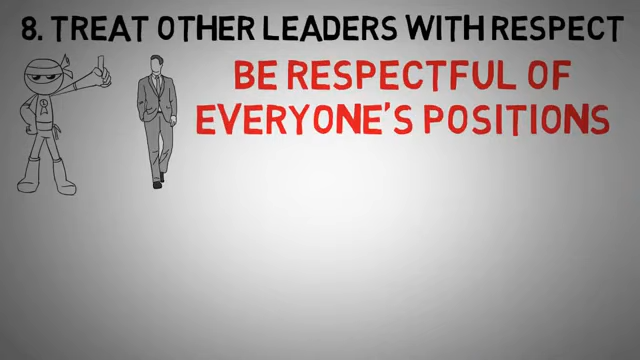 8. TREAT OTHER LEADERS WITH RESPECT
BE RESPECTFUL OF
EVERYONE'S POSITIONS